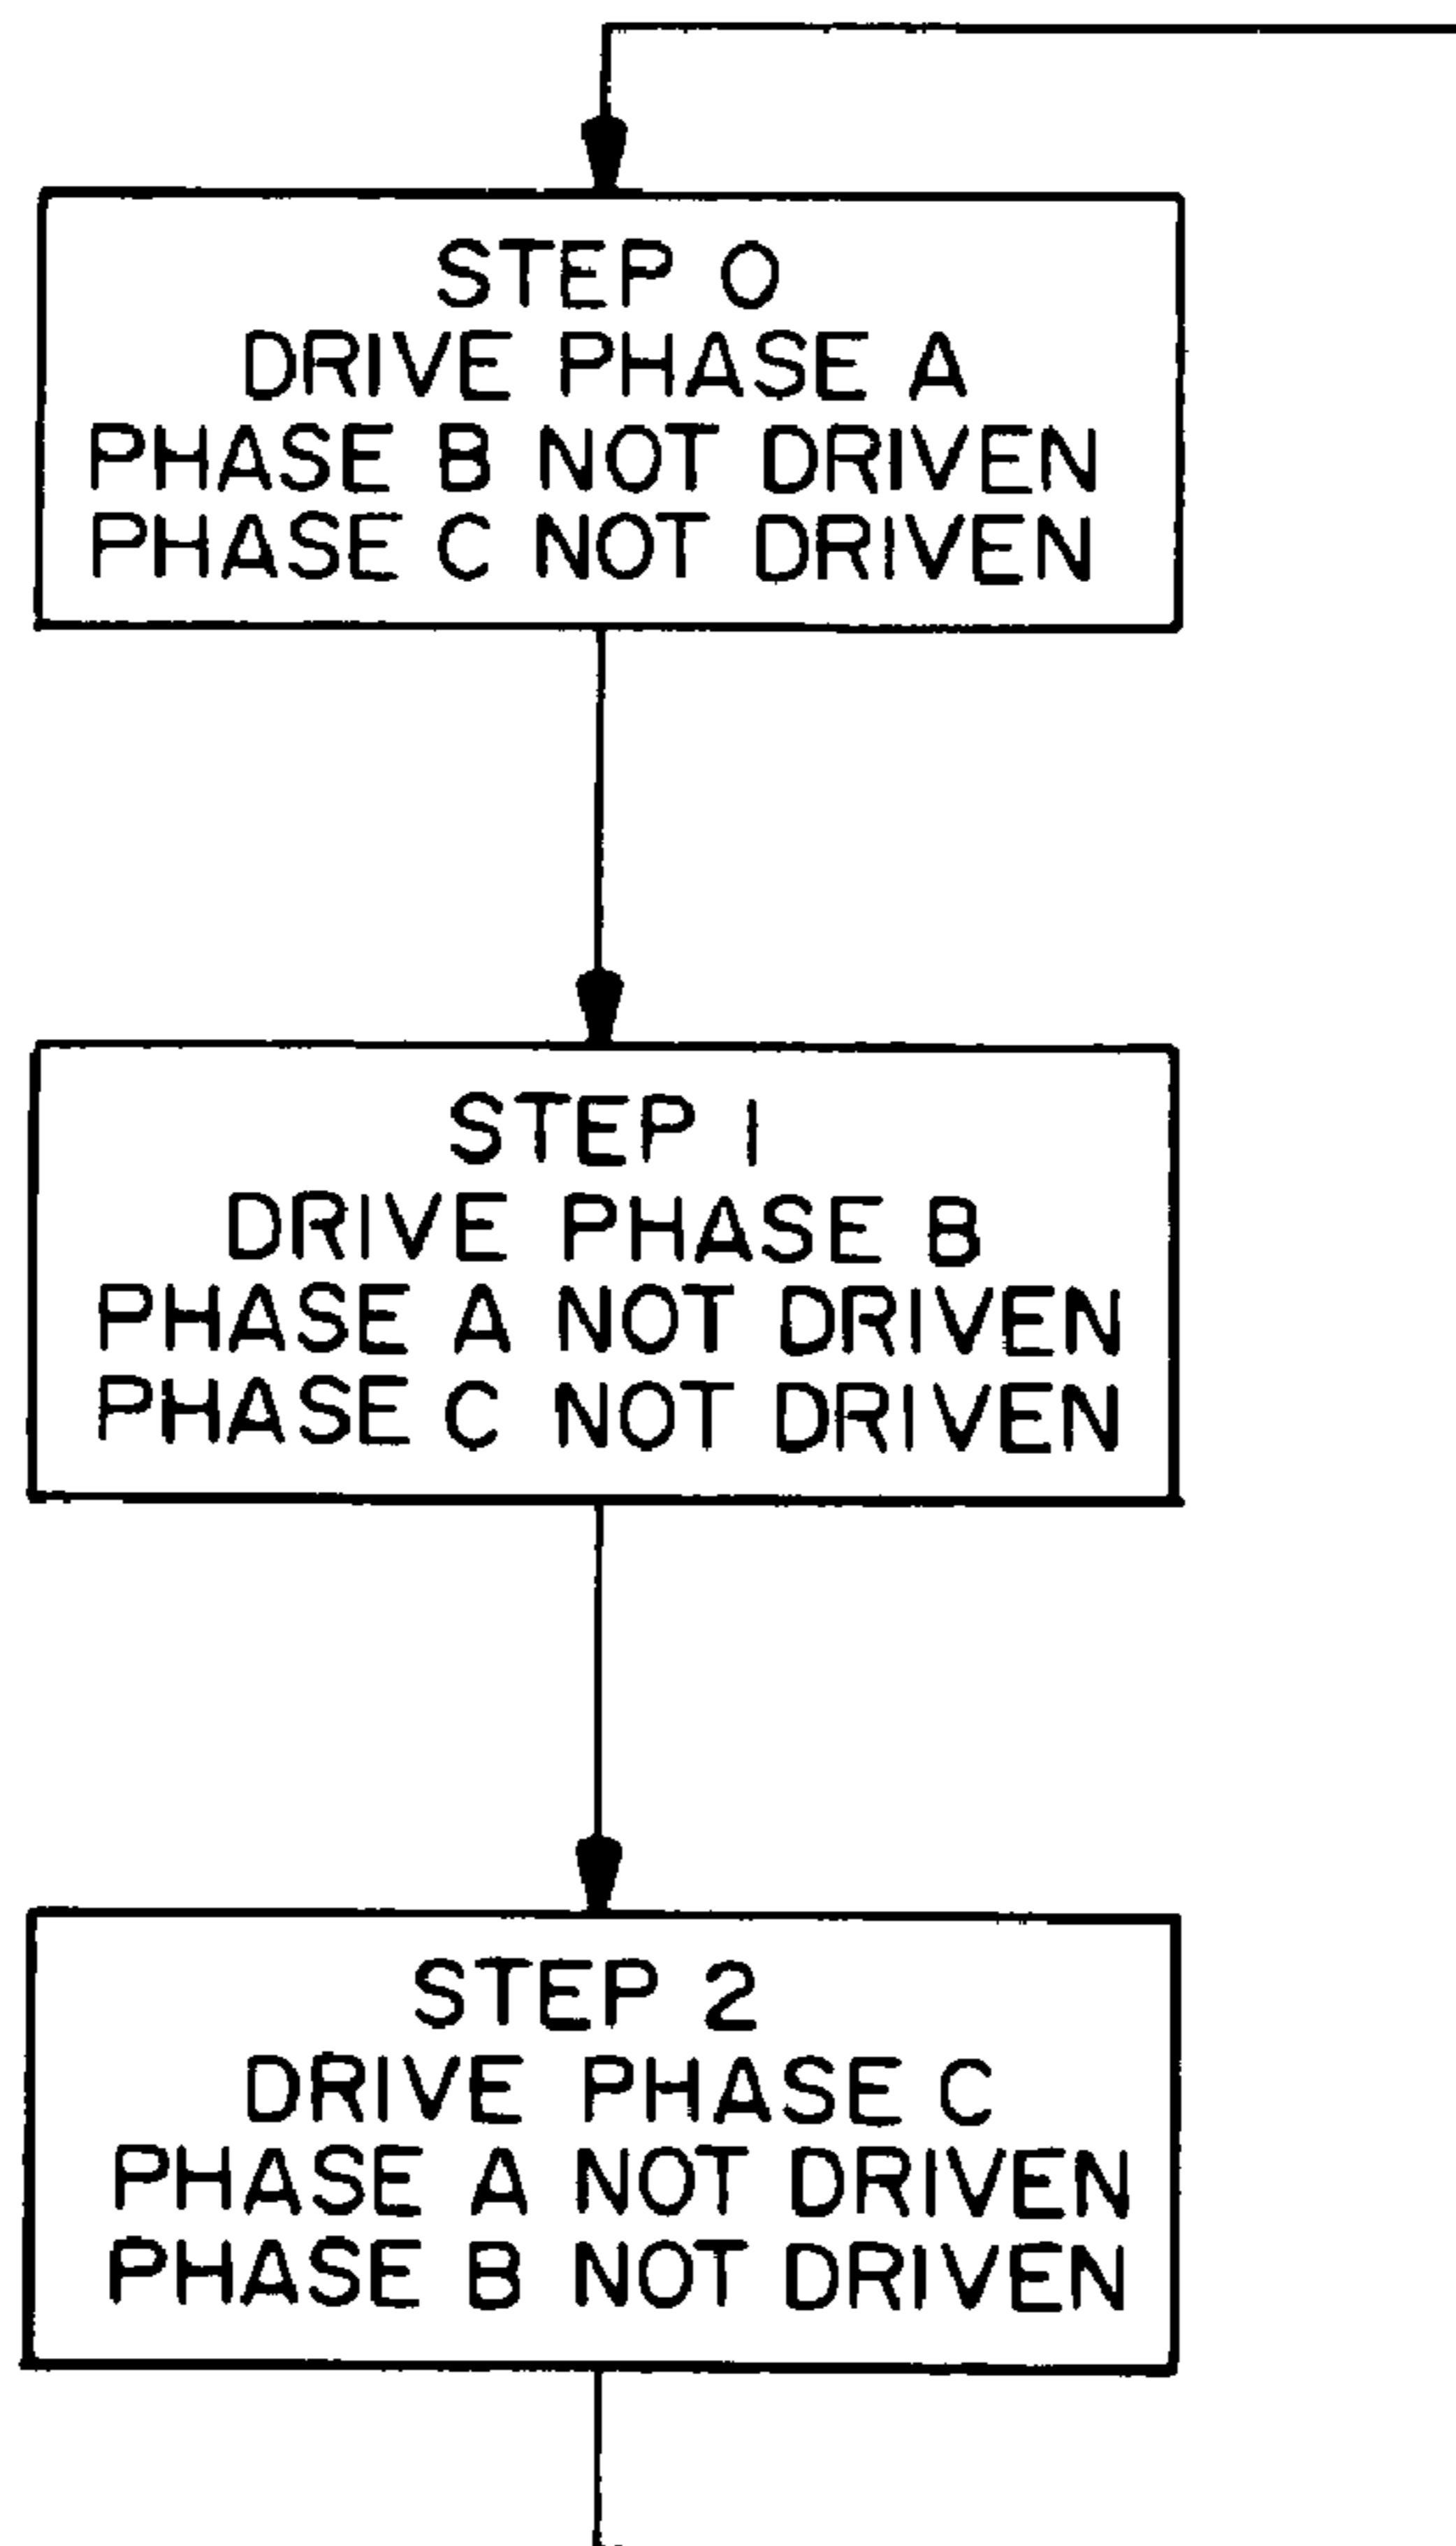 STEP 0
DRIVE PHASE A
PHASE B NOT DRIVEN
PHASE C NOT DRIVEN
STEP 1
DRIVE PHASE B
PHASE A NOT DRIVEN
PHASE C NOT DRIVEN
STEP 2
DRIVE PHASE C
PHASE A NOT DRIVEN
PHASE B NOT DRIVEN